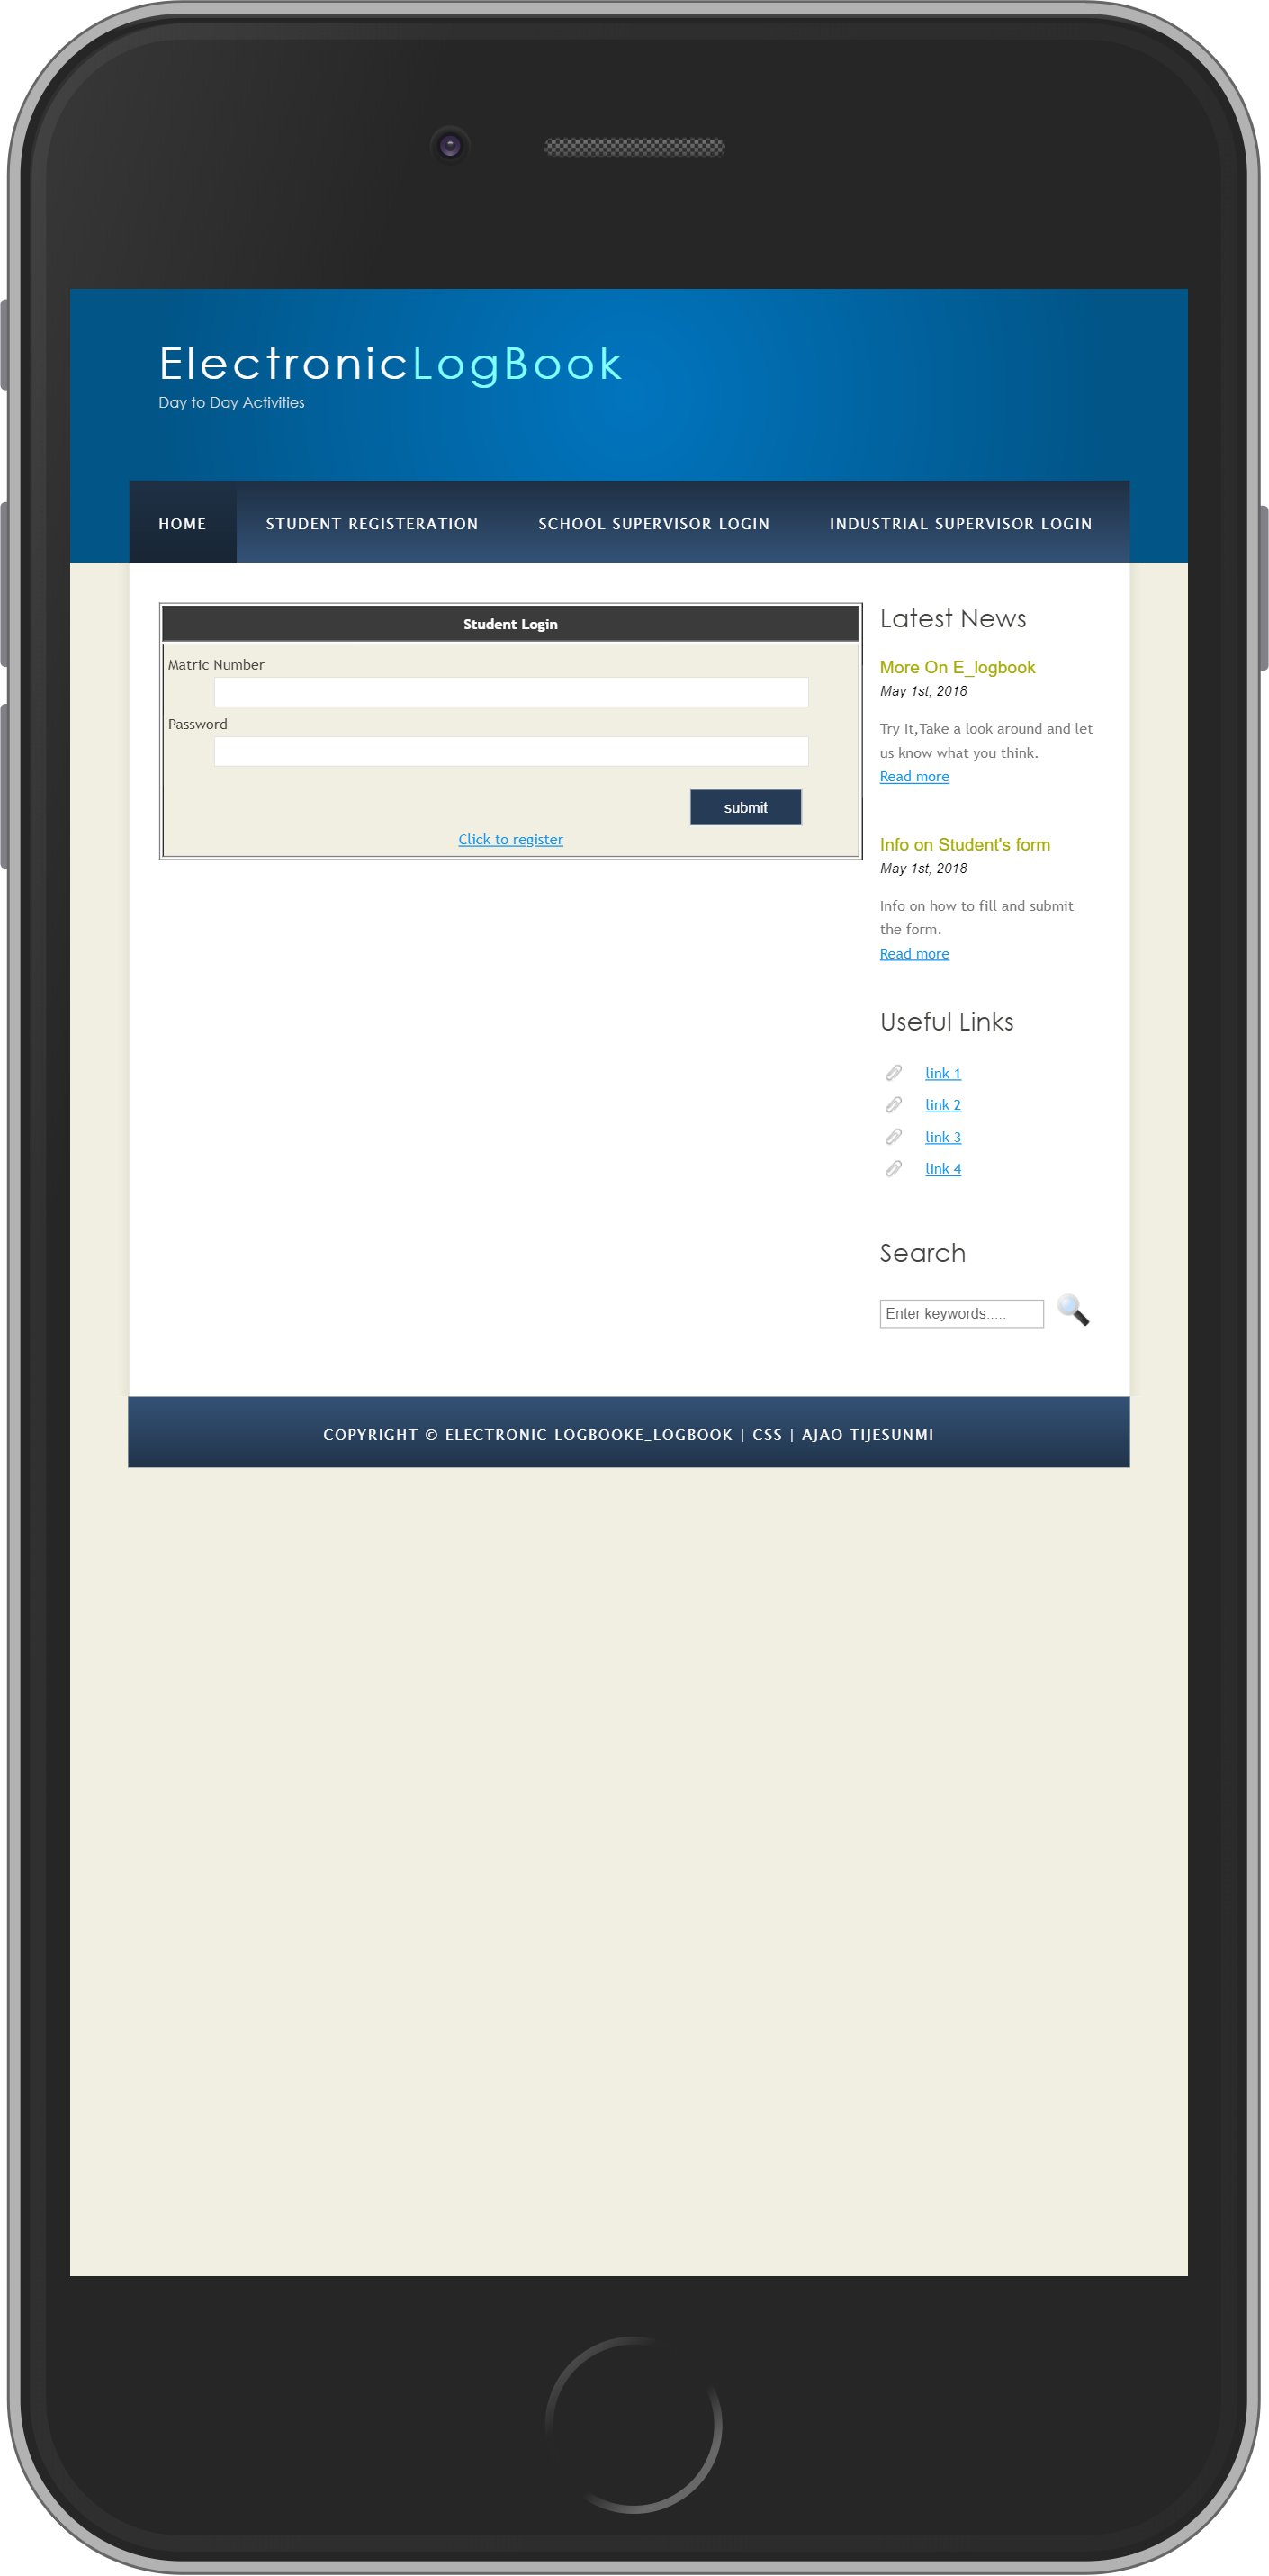 ElectronicLogBook
Day to Day Activities
HOME STUDENT REGISTERATION SCHOOL SUPERVISOR LOGIN INDUSTRIAL SUPERVISOR LOGIN
Student Login
Matric Number
Password
submit
Click to register
Latest News
More On E_logbook
May 1st, 2018
Try It,Take a look around and let
us know what you think.
Read more
Info on Student's form
May 1st, 2018
Info on how to fill and submit
the form.
Read more
Useful Links
link 1
link 2
link 3
link 4
Search
Enter keywords.....
COPYRIGHT © ELECTRONIC LOGBOOKE_LOGBOOK | CSS | AJAO TIJESUNMI